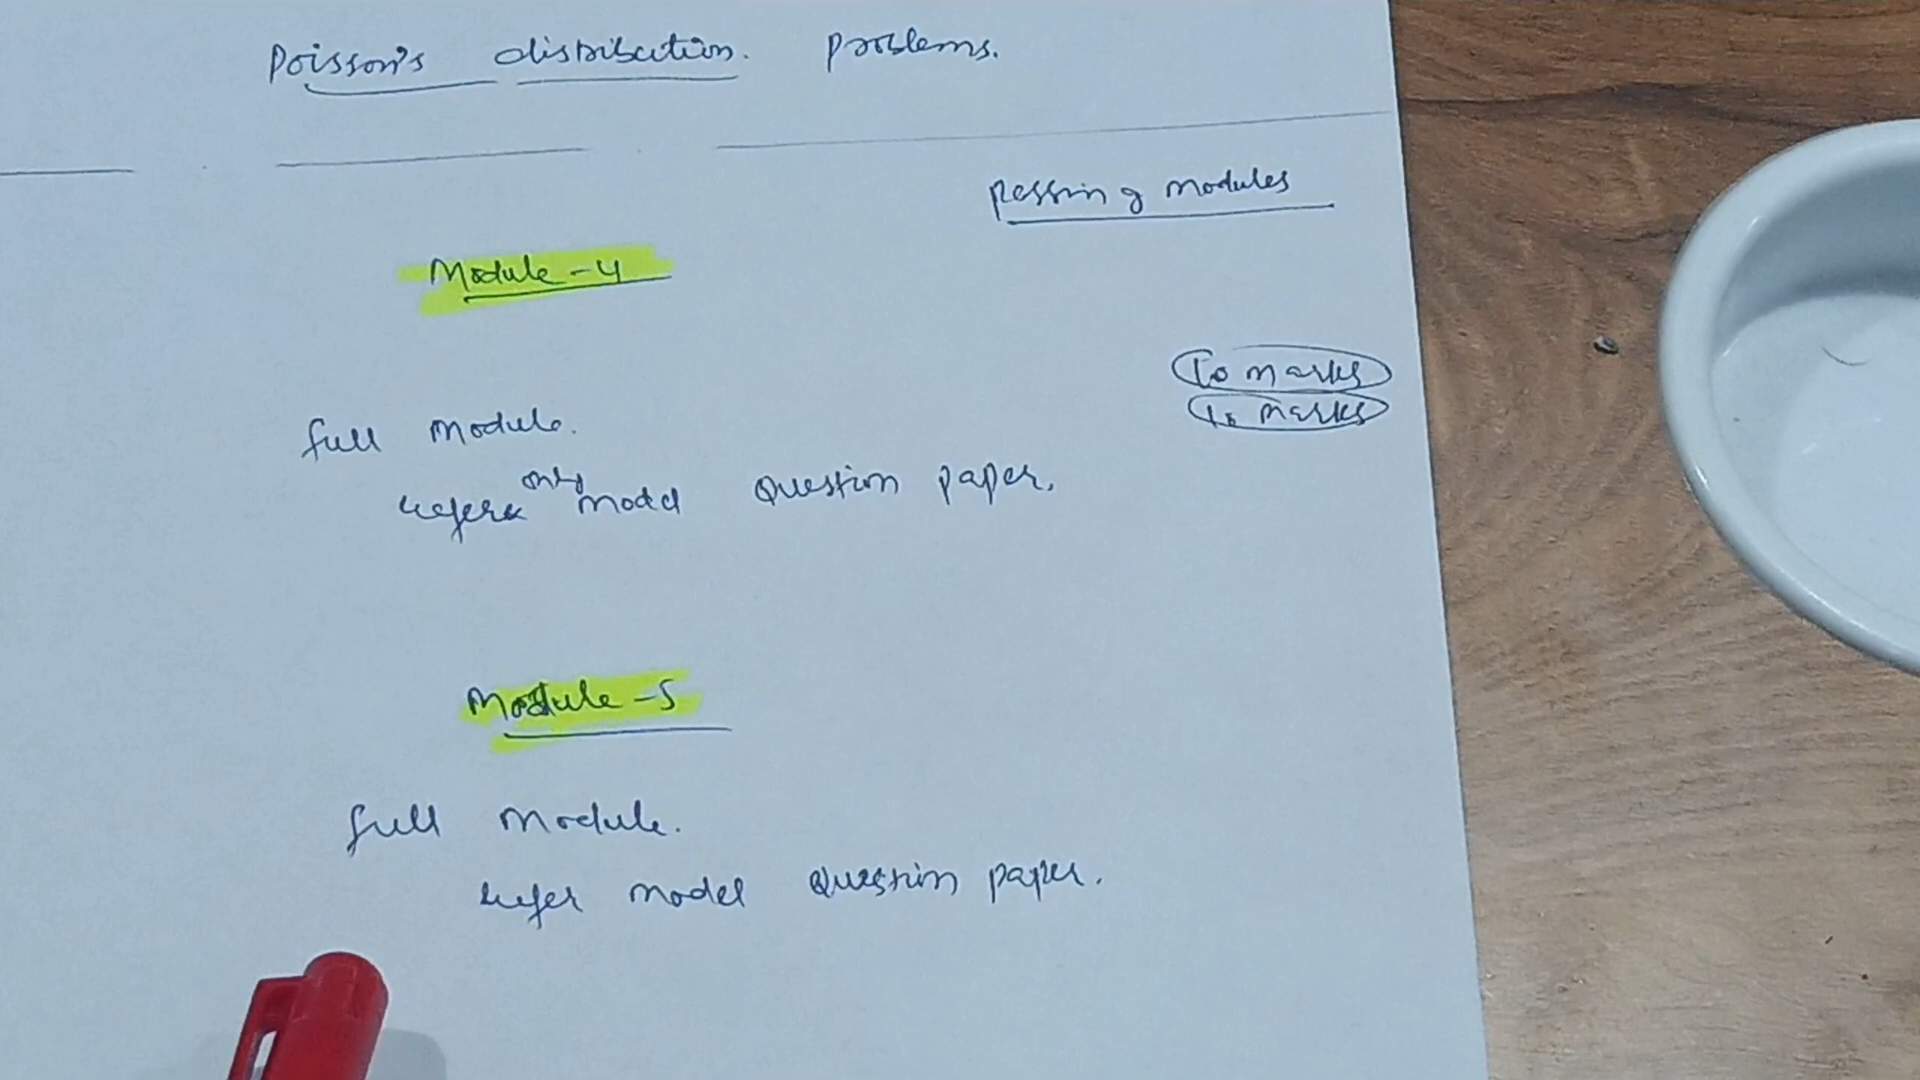 Poisson's distribution. problems.
passing modules
Module - 4
10 marks
10 marks
full module.
only
refer model Question paper.
Module - 5
full module.
refer model Question paper.